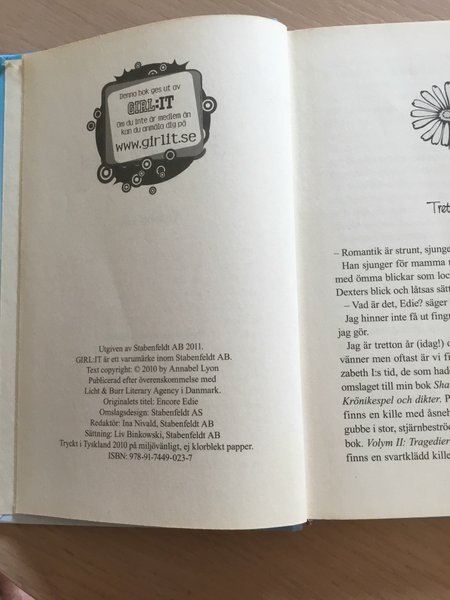 Denna bok ges ut av
GIRL:IT
Om du inte är medlem än
kan du anmäla dig på
www.girlit.se
Utgiven av Stabenfeldt AB 2011.
GIRL:IT är ett varumärke inom Stabenfeldt AB.
Text copyright: © 2010 by Annabel Lyon
Publicerad efter överenskommelse med
Licht & Burr Literary Agency i Danmark.
Originalets titel: Encore Edie
Omslagsdesign: Stabenfeldt AS
Redaktör: Ina Nivald, Stabenfeldt AB
Sättning: Liv Binkowski, Stabenfeldt AB
Tryckt i Tyskland 2010 på miljövänligt, ej klorblekt papper.
ISBN: 978-91-7449-023-7
Tret
– Romantik är strunt, sjunge
Han sjunger för mamma
med ömma blickar som loc
Dexters blick och låtsas sätt
– Vad är det, Edie? säger
Jag hinner inte få ut fingr
jag gör.
Jag är tretton år (idag!) o
vänner men oftast är vi fi
zabeth I:s tid, de som hade
omslaget till min bok Sha
Krönikespel och dikter. P
finns en kille med åsneh
gubbe i stor, stjärnbeströ
bok. Volym II: Tragedier
finns en svartklädd kille